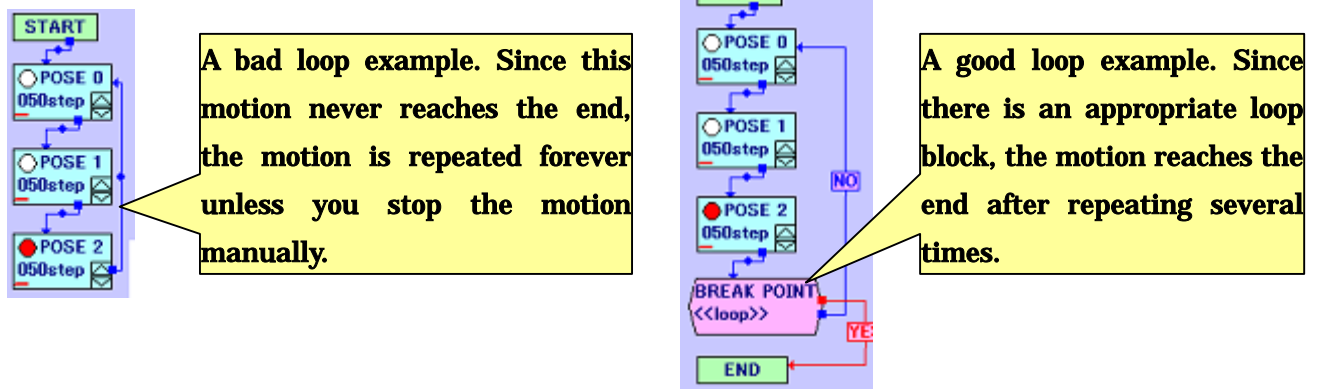 START
POSE 0
050step
POSE 1
050step
POSE 2
050step
A bad loop example. Since this
motion never reaches the end,
the motion is repeated forever
unless you stop the motion
manually.
POSE 0
050step
POSE 1
050step
POSE 2
050step
BREAK POINT
<<loop>>
NO
YE
END
A good loop example. Since
there is an appropriate loop
block, the motion reaches the
end after repeating several
times.